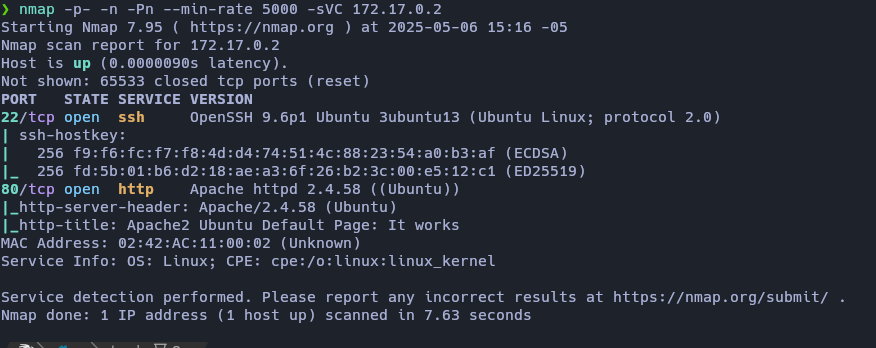 ❯ nmap -p- -n -Pn --min-rate 5000 -sVC 172.17.0.2
Starting Nmap 7.95 ( https://nmap.org ) at 2025-05-06 15:16 -05
Nmap scan report for 172.17.0.2
Host is up (0.0000090s latency).
Not shown: 65533 closed tcp ports (reset)
PORT   STATE SERVICE VERSION
22/tcp open  ssh     OpenSSH 9.6p1 Ubuntu 3ubuntu13 (Ubuntu Linux; protocol 2.0)
| ssh-hostkey:
|   256 f9:f6:fc:f7:f8:4d:d4:74:51:4c:88:23:54:a0:b3:af (ECDSA)
|_  256 fd:5b:01:b6:d2:18:ae:a3:6f:26:b2:3c:00:e5:12:c1 (ED25519)
80/tcp open  http    Apache httpd 2.4.58 ((Ubuntu))
|_http-server-header: Apache/2.4.58 (Ubuntu)
|_http-title: Apache2 Ubuntu Default Page: It works
MAC Address: 02:42:AC:11:00:02 (Unknown)
Service Info: OS: Linux; CPE: cpe:/o:linux:linux_kernel

Service detection performed. Please report any incorrect results at https://nmap.org/submit/ .
Nmap done: 1 IP address (1 host up) scanned in 7.63 seconds